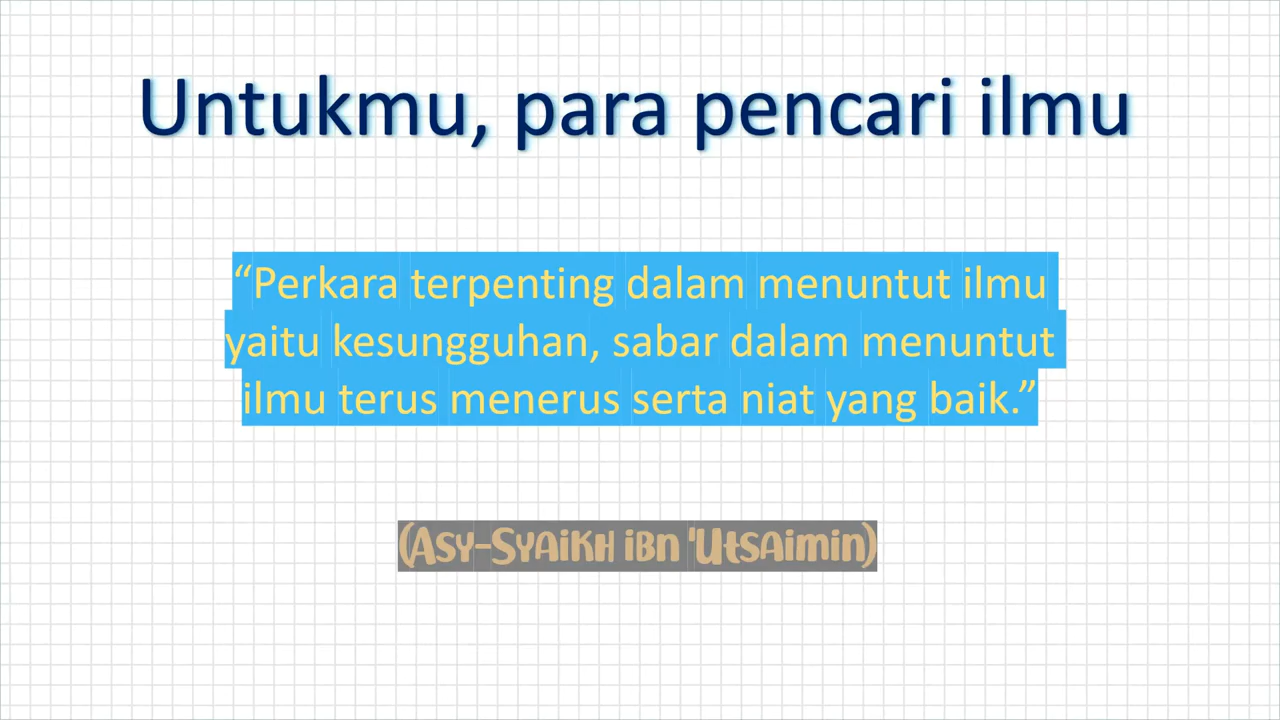 Untukmu, para pencari ilmu
“Perkara terpenting dalam menuntut ilmu
yaitu kesungguhan, sabar dalam menuntut
ilmu terus menerus serta niat yang baik.”
(Asy-Syaikh ibn 'Utsaimin)